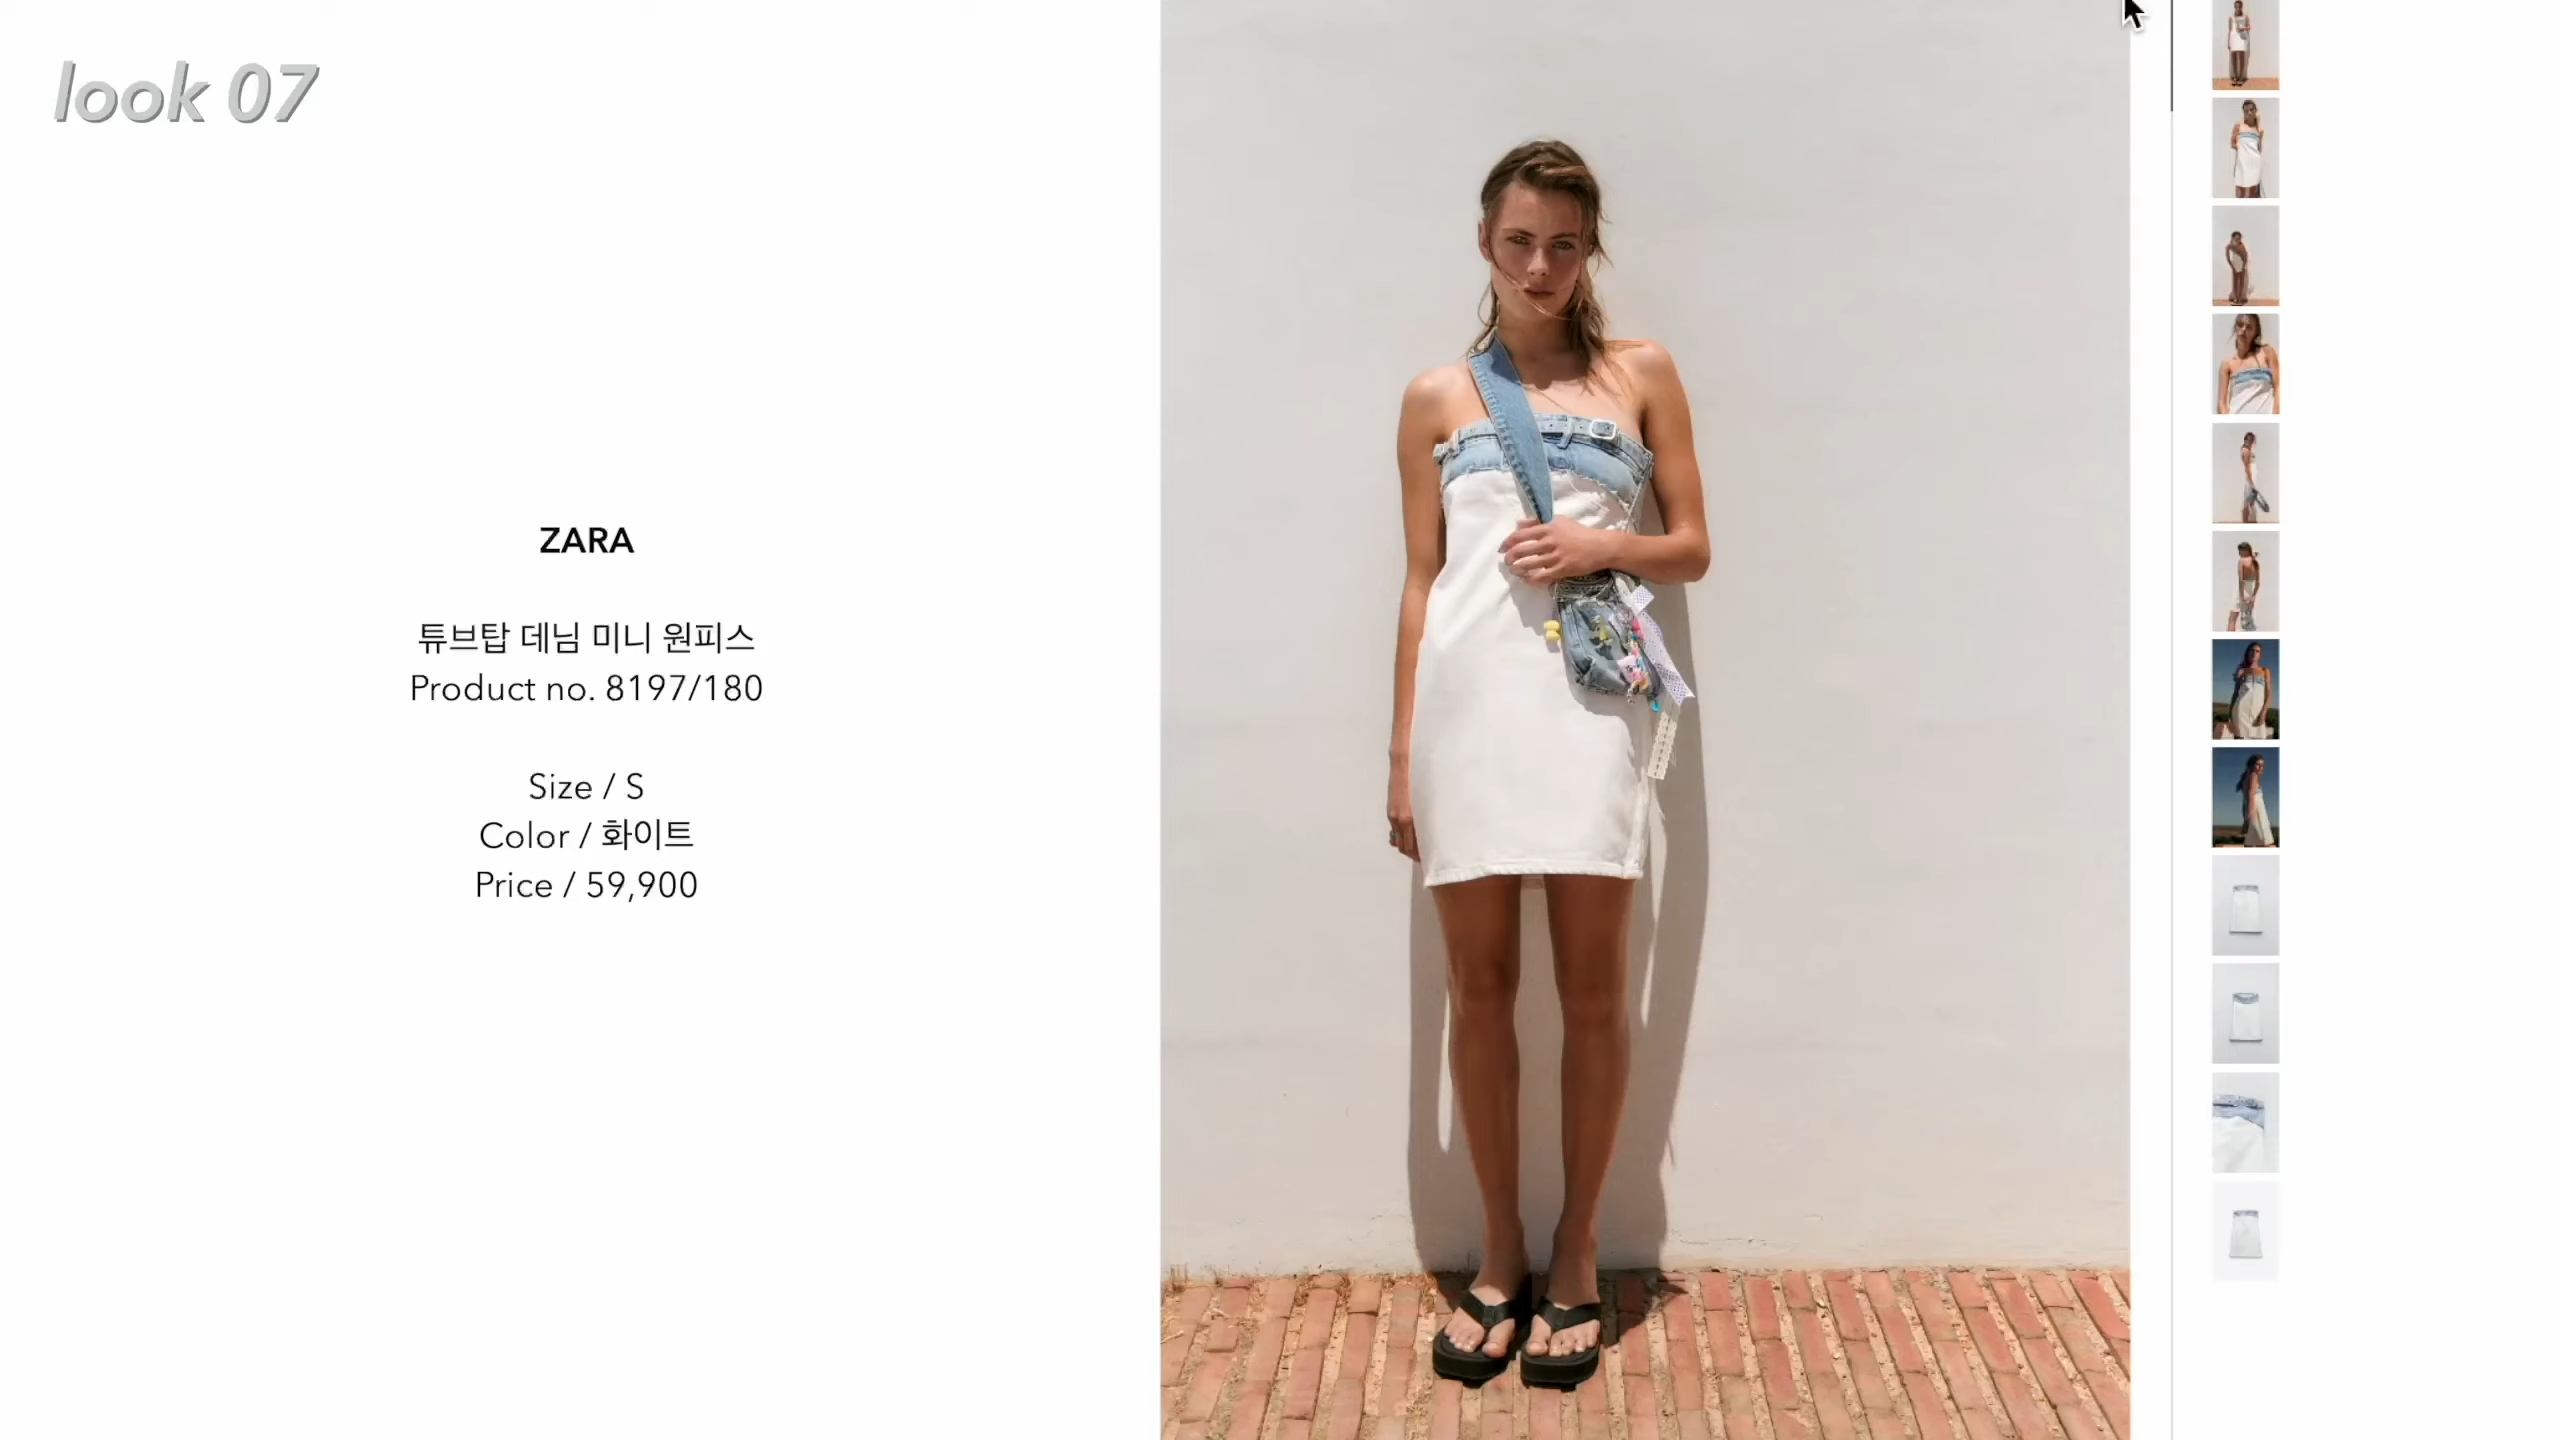 look 07
ZARA
튜브탑 데님 미니 원피스
Product no. 8197/180
Size / S
Color / 화이트
Price / 59,900